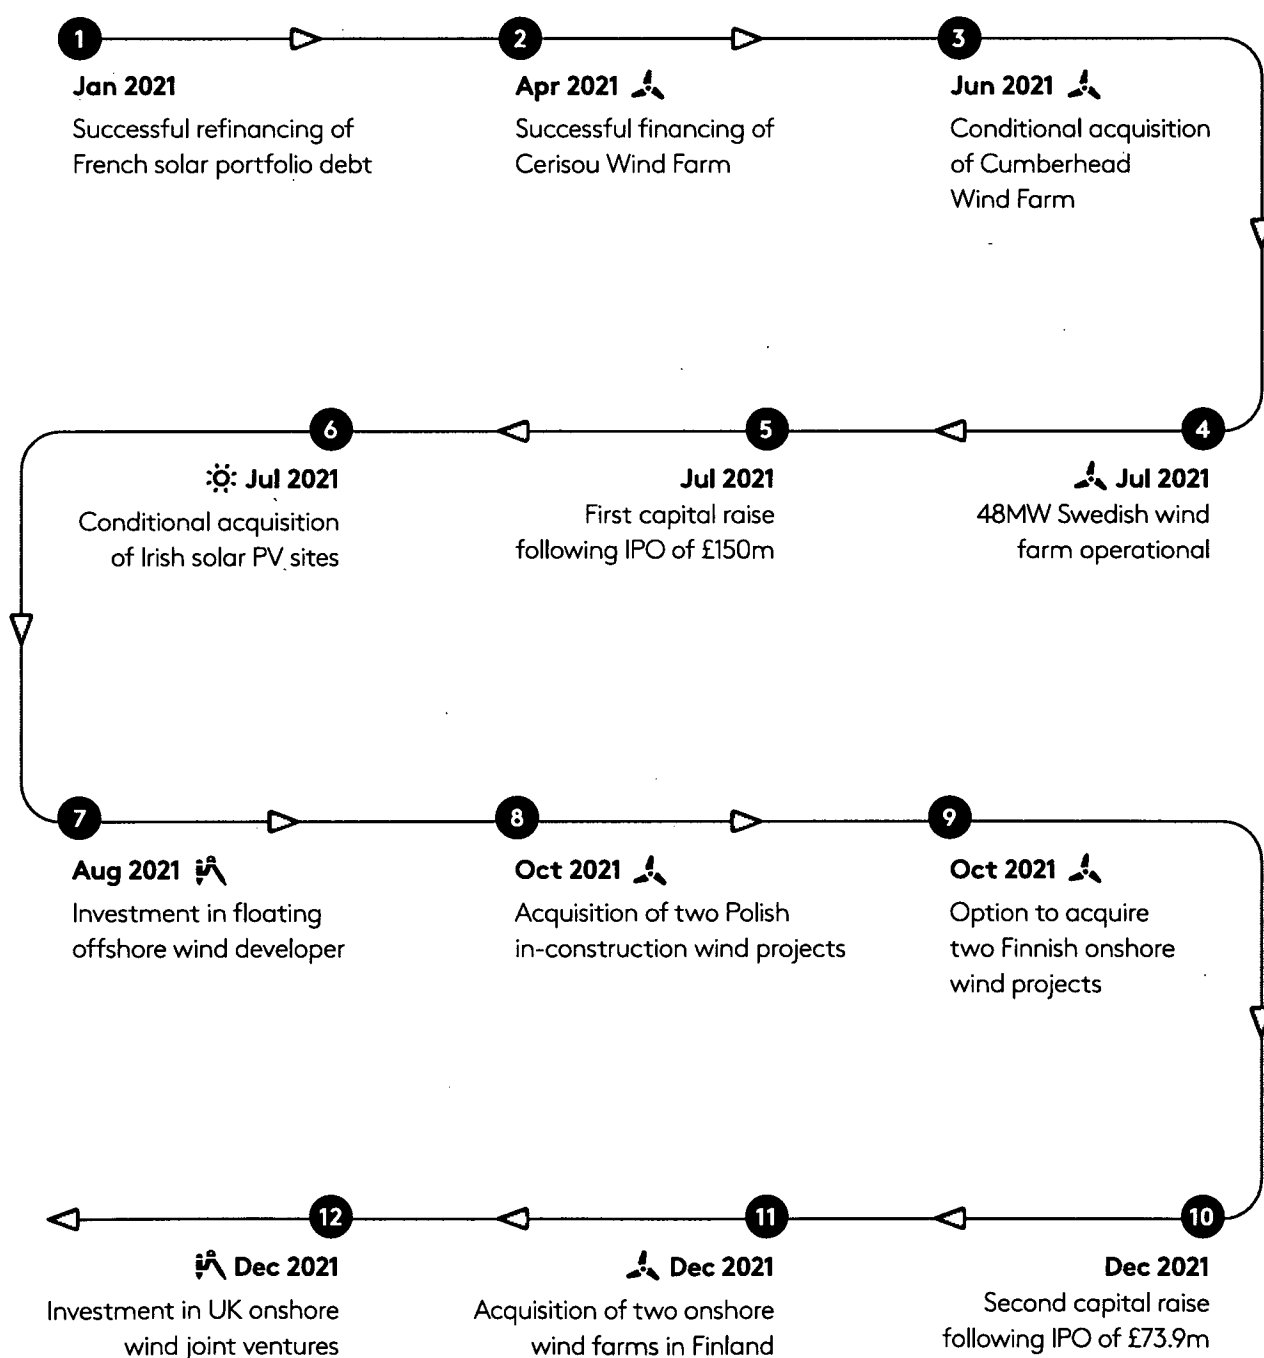 1
Jan 2021
Successful refinancing of
French solar portfolio debt
2
Apr 2021
Successful financing of
Cerisou Wind Farm
3
Jun 2021
Conditional acquisition
of Cumberhead
Wind Farm
4
Jul 2021
48MW Swedish wind
farm operational
5
Jul 2021
First capital raise
following IPO of £150m
6
Jul 2021
Conditional acquisition
of Irish solar PV sites
7
Aug 2021
Investment in floating
offshore wind developer
8
Oct 2021
Acquisition of two Polish
in-construction wind projects
9
Oct 2021
Option to acquire
two Finnish onshore
wind projects
10
Dec 2021
Second capital raise
following IPO of £73.9m
11
Dec 2021
Acquisition of two onshore
wind farms in Finland
12
Dec 2021
Investment in UK onshore
wind joint ventures